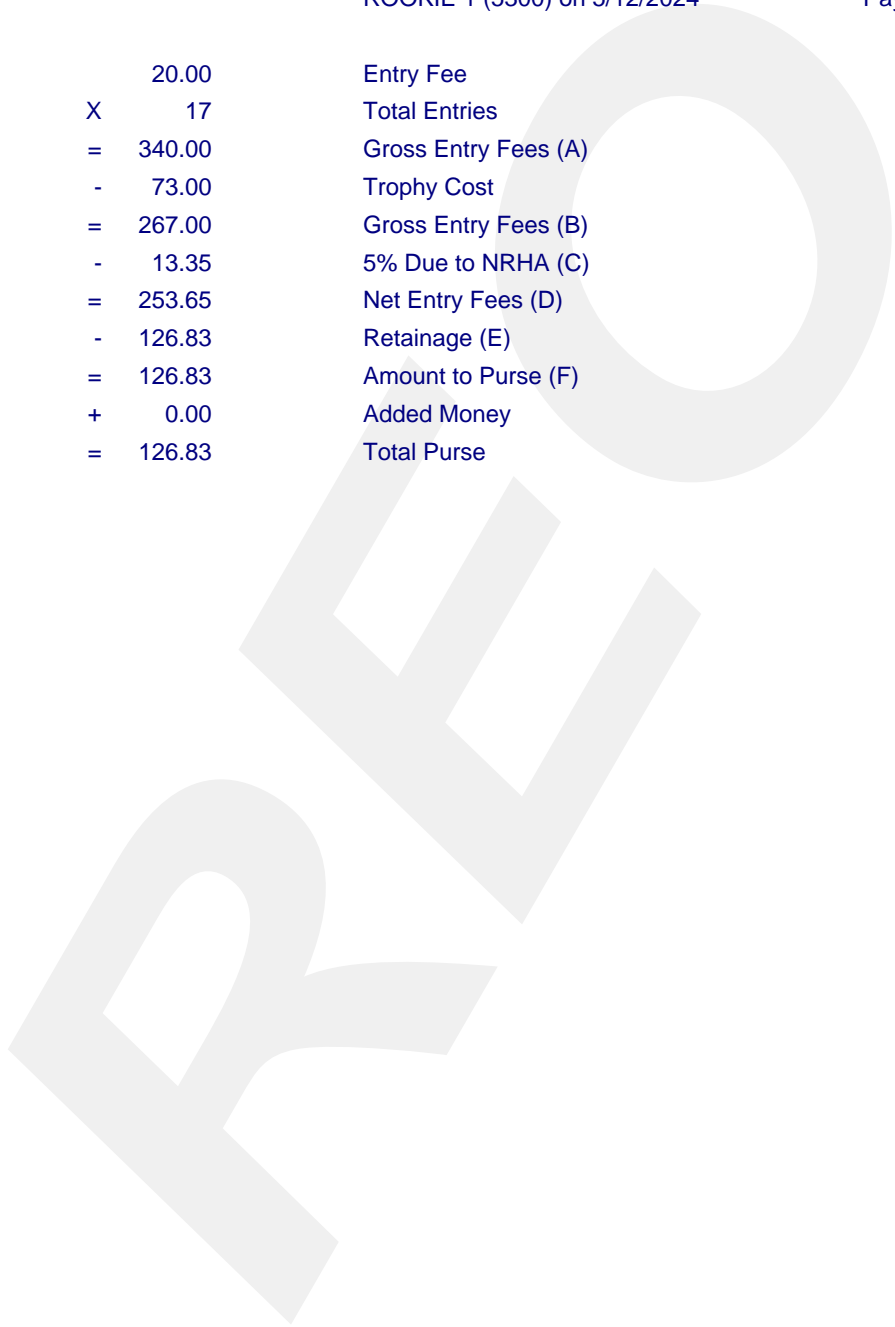 20.00 Entry Fee
X 17 Total Entries
= 340.00 Gross Entry Fees (A)
- 73.00 Trophy Cost
= 267.00 Gross Entry Fees (B)
- 13.35 5% Due to NRHA (C)
= 253.65 Net Entry Fees (D)
- 126.83 Retainage (E)
= 126.83 Amount to Purse (F)
+ 0.00 Added Money
= 126.83 Total Purse
REO